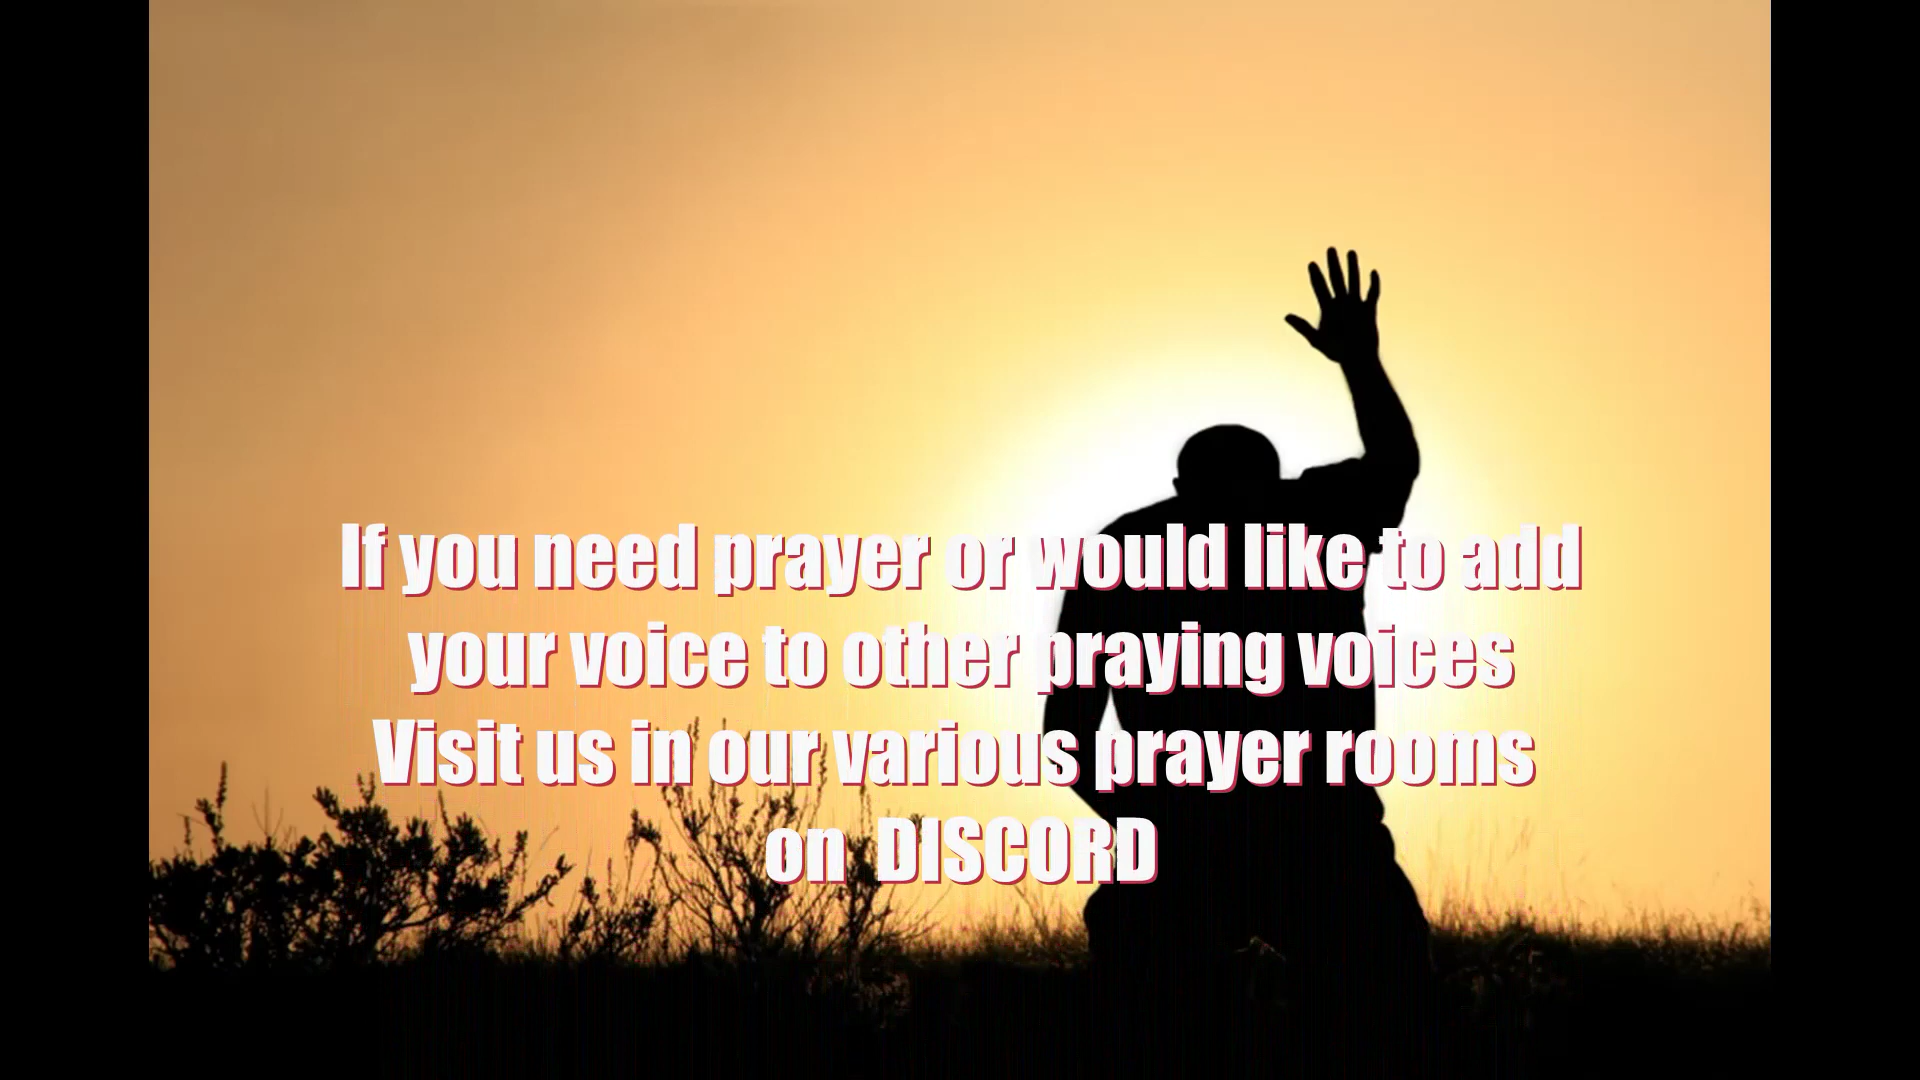 If you need prayer or would like to add
your voice to other praying voices
Visit us in our various prayer rooms
on DISCORD